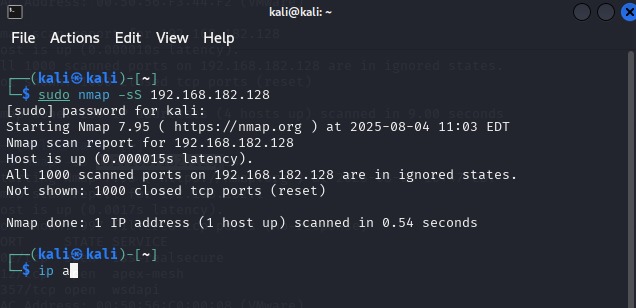 kali@kali: ~
File Actions Edit View Help
┌──(kali㉿kali)-[~]
└─$ sudo nmap -sS 192.168.182.128
[sudo] password for kali:
Starting Nmap 7.95 ( https://nmap.org ) at 2025-08-04 11:03 EDT
Nmap scan report for 192.168.182.128
Host is up (0.000015s latency).
All 1000 scanned ports on 192.168.182.128 are in ignored states.
Not shown: 1000 closed tcp ports (reset)
Nmap done: 1 IP address (1 host up) scanned in 0.54 seconds
┌──(kali㉿kali)-[~]
└─$ ip a